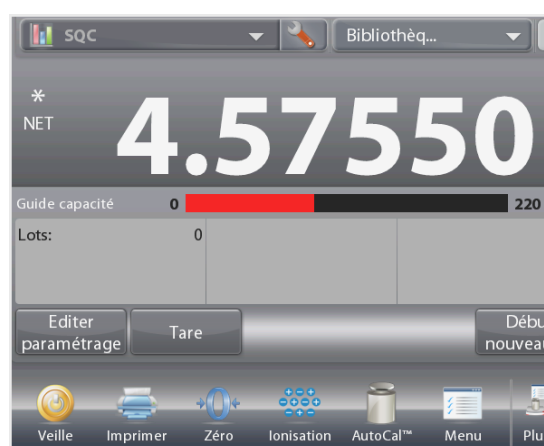 SQC Bibliothèq...
*
NET
4.57550
Guide capacité 0 220
Lots: 0
Editer
paramétrage
Tare
Débu
nouveau
Veille Imprimer Zéro Ionisation AutoCal™ Menu Plu